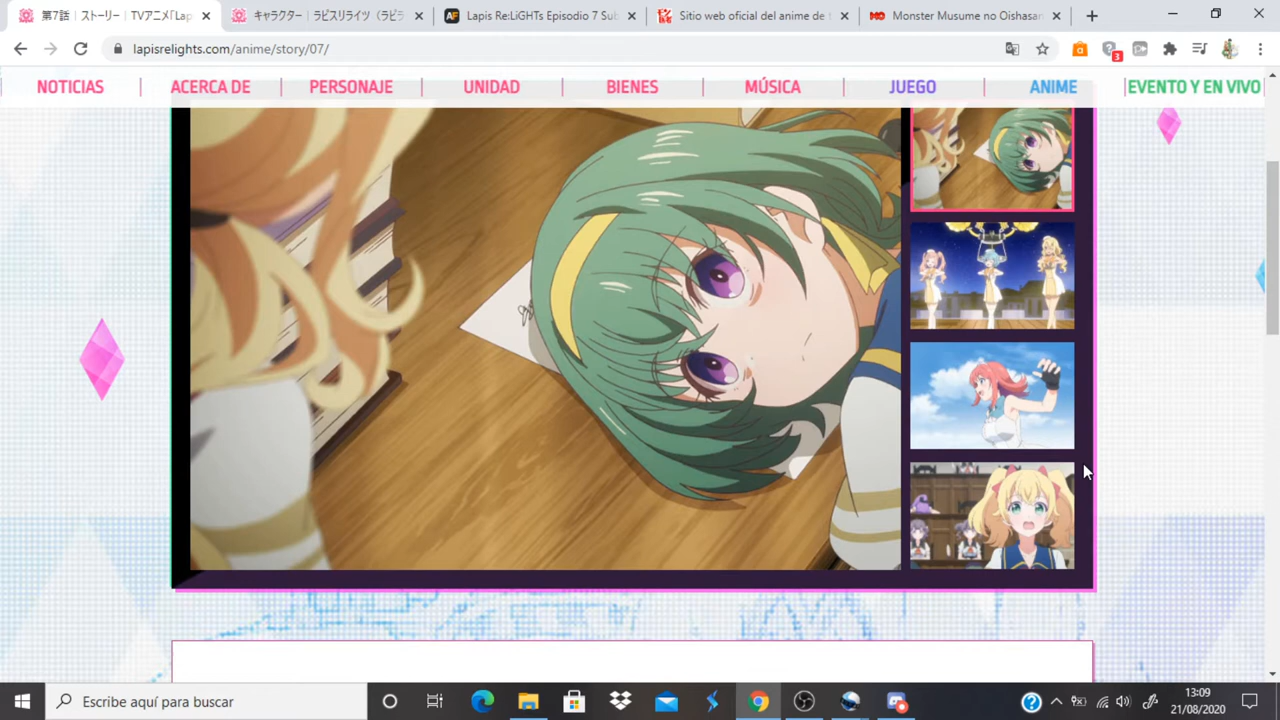 第7話｜ストーリー｜TVアニメ「Lap
キャラクター｜ラピスリライツ（ラピラ
AF
Lapis Re:LiGHTs Episodio 7 Sub
Sitio web oficial del anime de t
Monster Musume no Oishasan
lapisrelights.com/anime/story/07/
3
NOTICIAS
ACERCA DE
PERSONAJE
UNIDAD
BIENES
MÚSICA
JUEGO
ANIME
EVENTO Y EN VIVO
Escribe aquí para buscar
13:09
21/08/2020